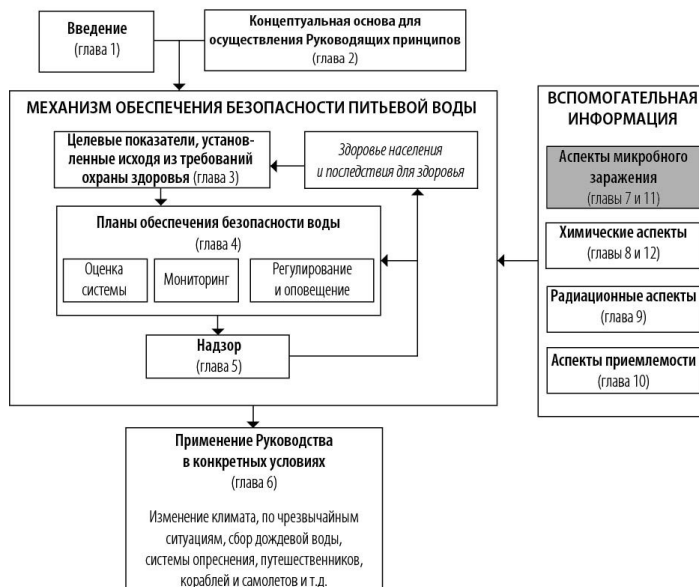 Введение
(глава 1)
Концептуальная основа для
осуществления Руководящих принципов
(глава 2)
МЕХАНИЗМ ОБЕСПЕЧЕНИЯ БЕЗОПАСНОСТИ ПИТЬЕВОЙ ВОДЫ
Целевые показатели, установ-
ленные исходя из требований
охраны здоровья (глава 3)
Здоровье населения
и последствия для здоровья
Планы обеспечения безопасности воды
(глава 4)
Оценка
системы
Мониторинг
Регулирование
и оповещение
Надзор
(глава 5)
ВСПОМОГАТЕЛЬНАЯ
ИНФОРМАЦИЯ
Аспекты микробного
заражения
(главы 7 и 11)
Химические аспекты
(главы 8 и 12)
Радиационные аспекты
(глава 9)
Аспекты приемлемости
(глава 10)
Применение Руководства
в конкретных условиях
(глава 6)
Изменение климата, по чрезвычайным
ситуациям, сбор дождевой воды,
системы опреснения, путешественников,
кораблей и самолетов и т.д.